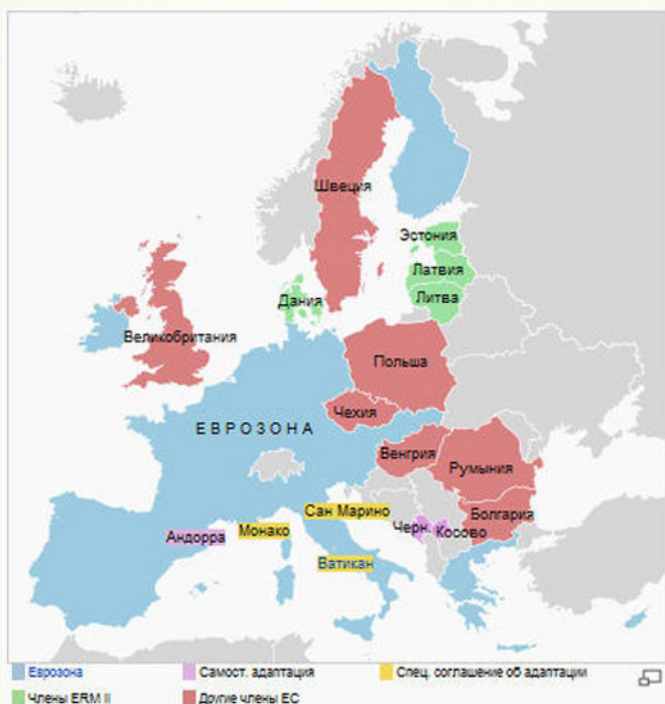 Швеция
Эстония
Латвия
Литва
Дания
Великобритания
Польша
Чехия
ЕВРОЗОНА
Венгрия
Румыния
Сан Марино
Болгария
Андорра
Монако
Черн.
Косово
Ватикан
Еврозона
Самост. адаптация
Спец. соглашение об адаптации
Члены ERM II
Другие члены ЕС